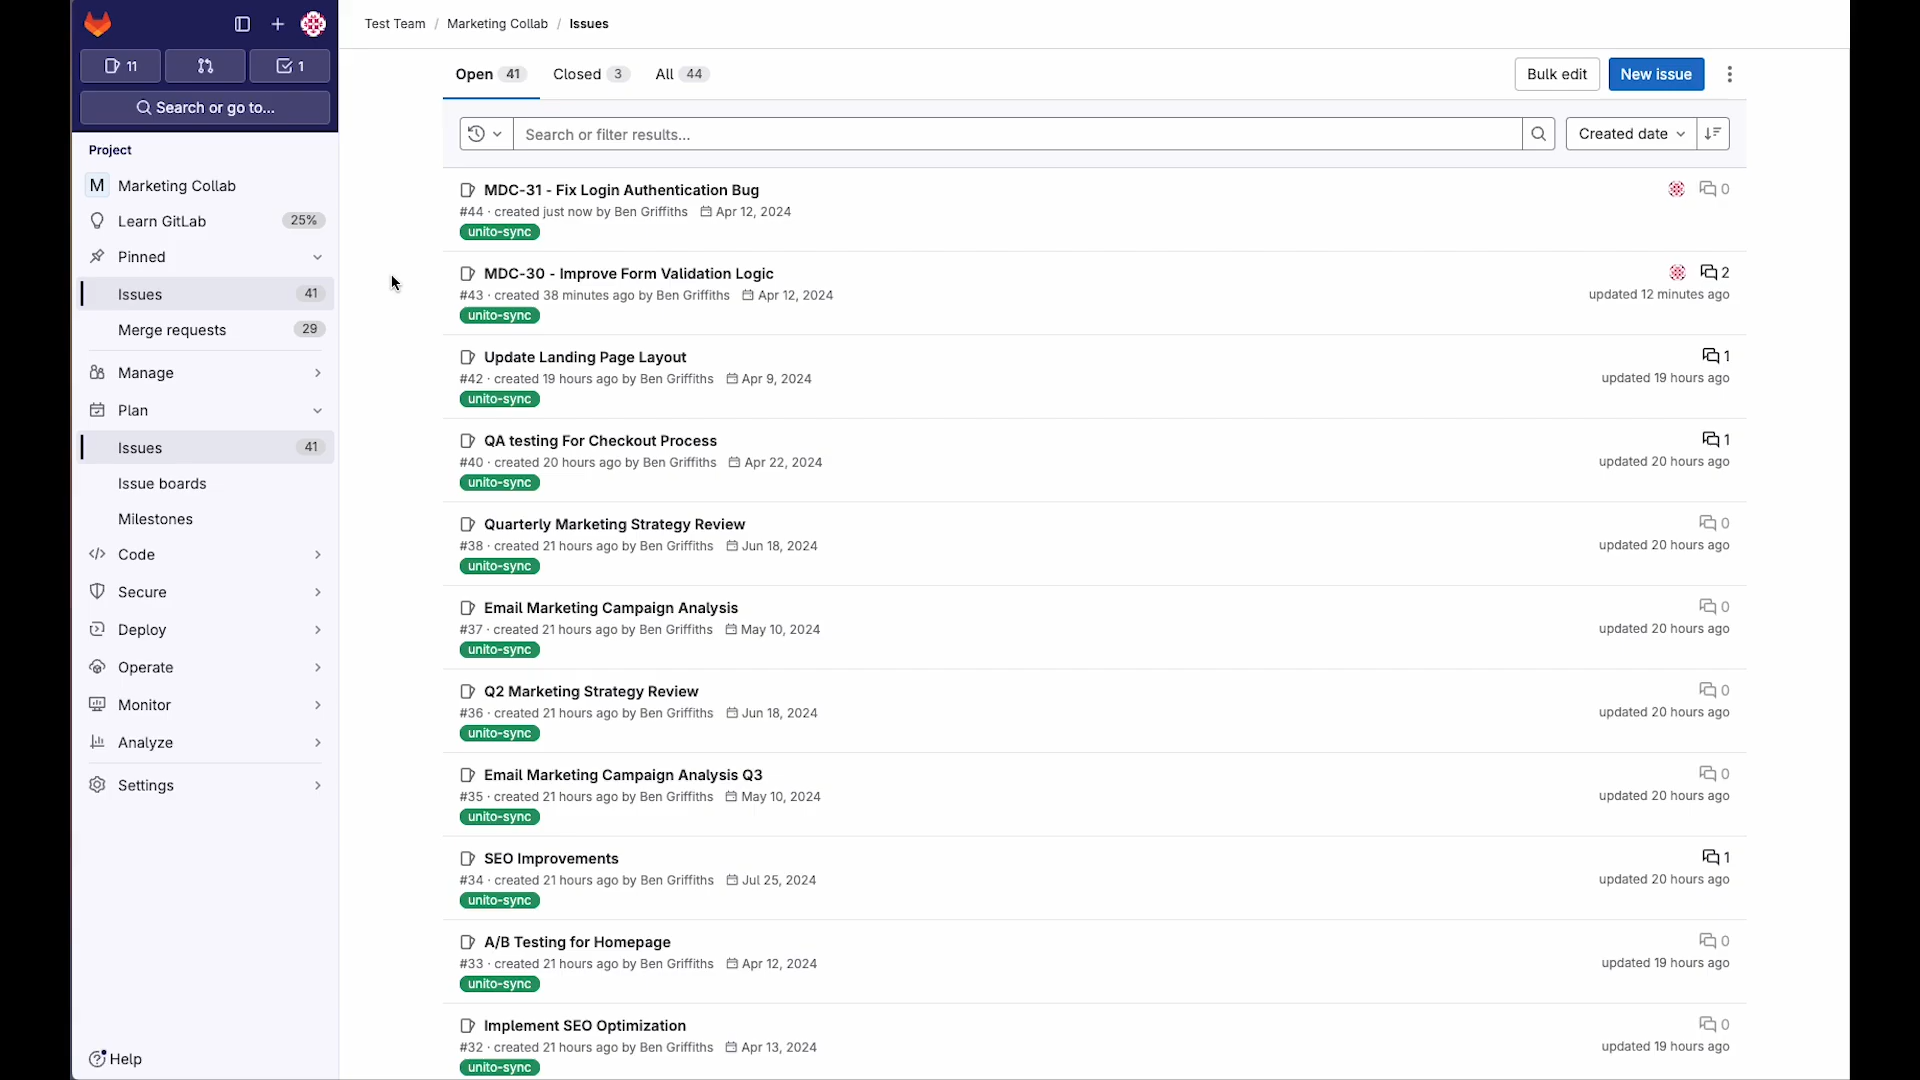 Test Team / Marketing Collab / Issues
11
1
Search or go to...
Project
M Marketing Collab
Learn GitLab 25%
Pinned
Issues 41
Merge requests 29
Manage
Plan
Issues 41
Issue boards
Milestones
Code
Secure
Deploy
Operate
Monitor
Analyze
Settings
Help
Open 41 Closed 3 All 44
Bulk edit New issue
Search or filter results...
Created date
MDC-31 - Fix Login Authentication Bug
0
#44 · created just now by Ben Griffiths Apr 12, 2024
unito-sync
MDC-30 - Improve Form Validation Logic
2
#43 · created 38 minutes ago by Ben Griffiths Apr 12, 2024
updated 12 minutes ago
unito-sync
Update Landing Page Layout
1
#42 · created 19 hours ago by Ben Griffiths Apr 9, 2024
updated 19 hours ago
unito-sync
QA testing For Checkout Process
1
#40 · created 20 hours ago by Ben Griffiths Apr 22, 2024
updated 20 hours ago
unito-sync
Quarterly Marketing Strategy Review
0
#38 · created 21 hours ago by Ben Griffiths Jun 18, 2024
updated 20 hours ago
unito-sync
Email Marketing Campaign Analysis
0
#37 · created 21 hours ago by Ben Griffiths May 10, 2024
updated 20 hours ago
unito-sync
Q2 Marketing Strategy Review
0
#36 · created 21 hours ago by Ben Griffiths Jun 18, 2024
updated 20 hours ago
unito-sync
Email Marketing Campaign Analysis Q3
0
#35 · created 21 hours ago by Ben Griffiths May 10, 2024
updated 20 hours ago
unito-sync
SEO Improvements
1
#34 · created 21 hours ago by Ben Griffiths Jul 25, 2024
updated 20 hours ago
unito-sync
A/B Testing for Homepage
0
#33 · created 21 hours ago by Ben Griffiths Apr 12, 2024
updated 19 hours ago
unito-sync
Implement SEO Optimization
0
#32 · created 21 hours ago by Ben Griffiths Apr 13, 2024
updated 19 hours ago
unito-sync